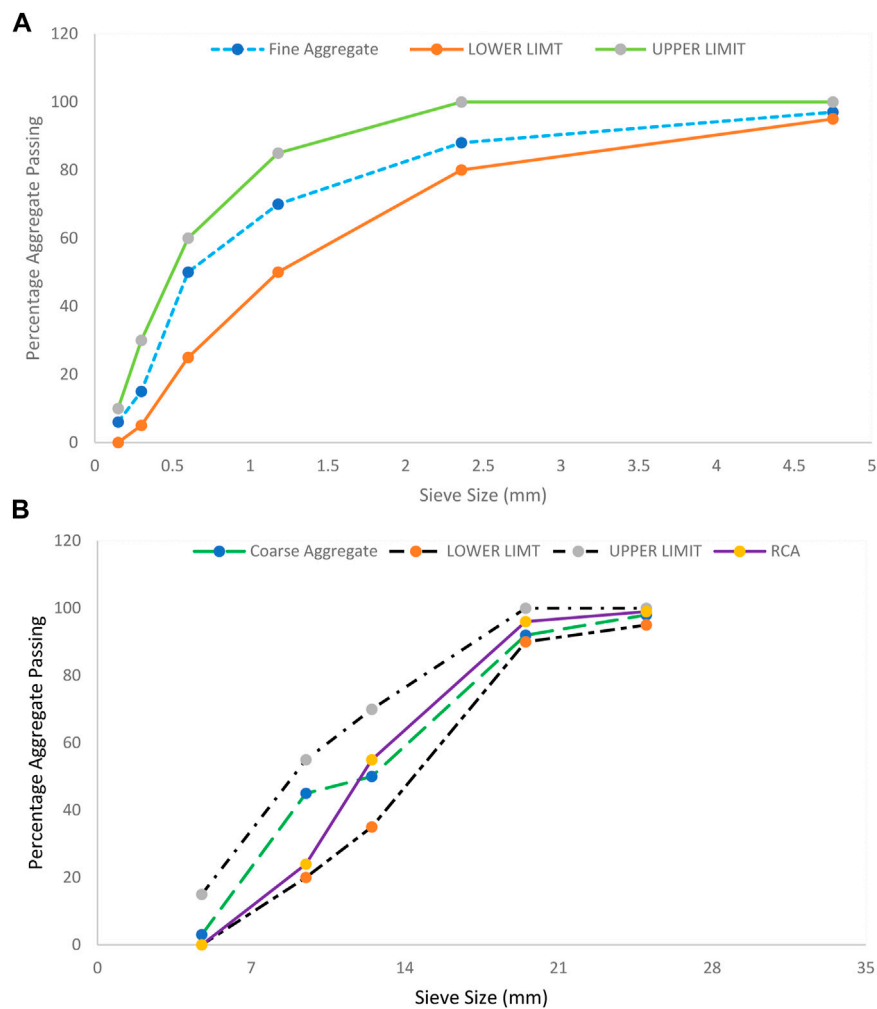 A
120
Fine Aggregate LOWER LIMT UPPER LIMIT
100
80
60
40
20
0
Percentage Aggregate Passing
0 0.5 1 1.5 2 2.5 3 3.5 4 4.5 5
Sieve Size (mm)
B
120
Coarse Aggregate LOWER LIMT UPPER LIMIT RCA
100
80
60
40
20
0
Percentage Aggregate Passing
0 7 14 21 28 35
Sieve Size (mm)